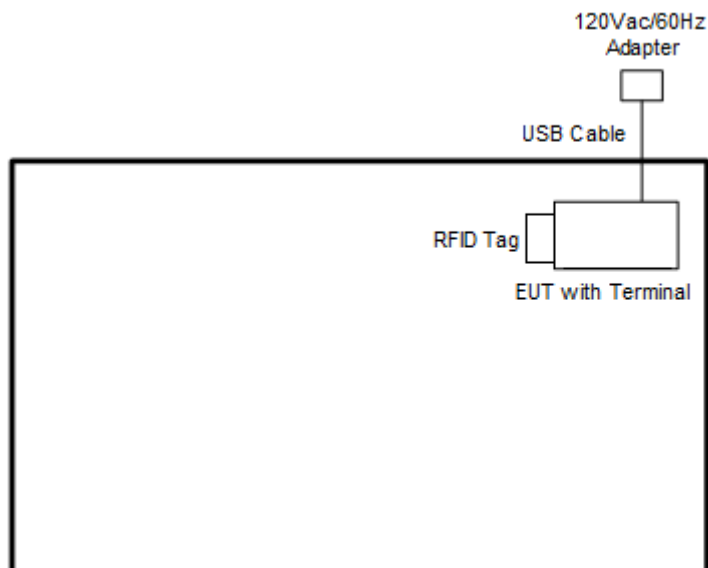 120Vac/60Hz
Adapter
USB Cable
RFID Tag
EUT with Terminal